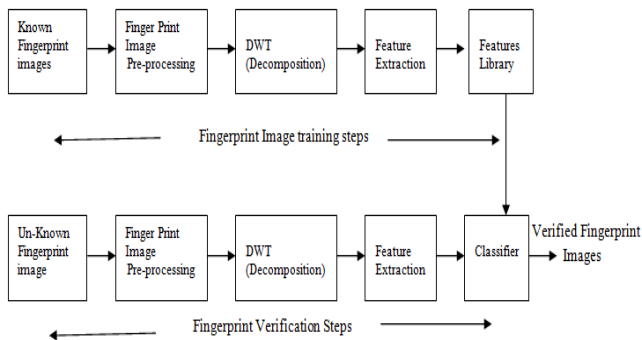 Known
Fingerprint
images
Finger Print
Image
Pre-processing
DWT
(Decomposition)
Feature
Extraction
Features
Library
Fingerprint Image training steps
Un-Known
Fingerprint
image
Finger Print
Image
Pre-processing
DWT
(Decomposition)
Feature
Extraction
Classifier
Verified Fingerprint
Images
Fingerprint Verification Steps